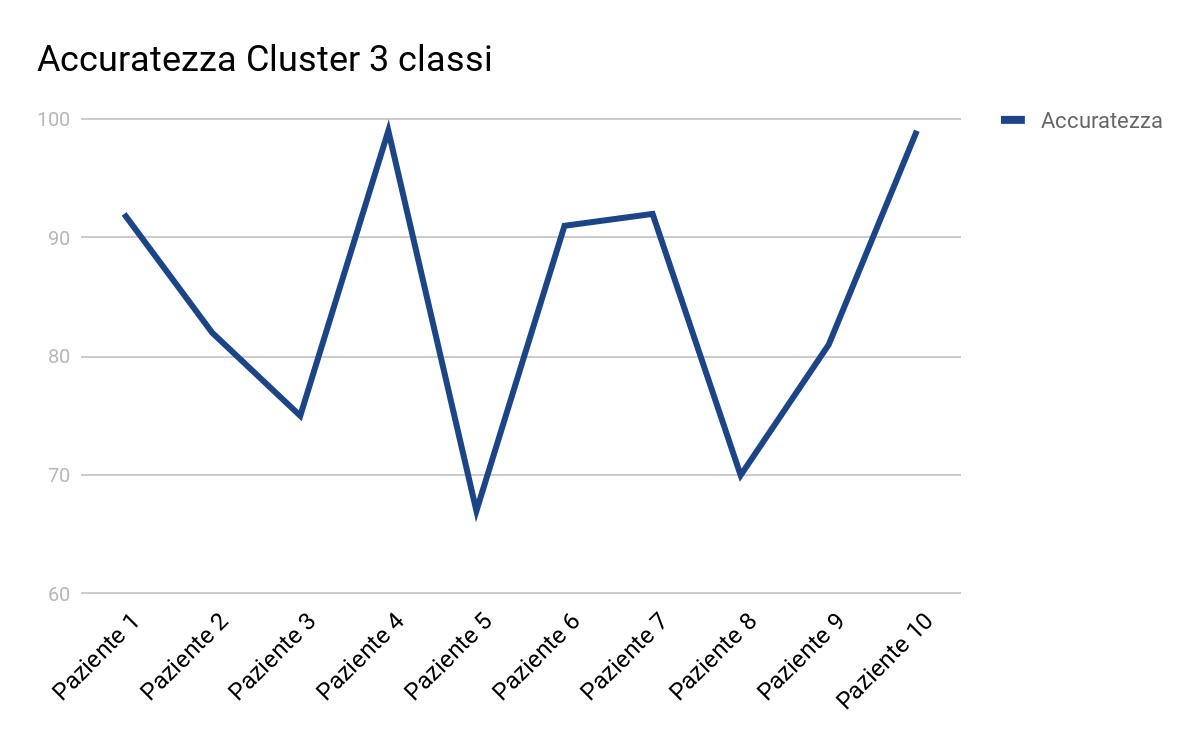 Accuratezza Cluster 3 classi
100
90
80
70
60
Accuratezza
Paziente 1
Paziente 2
Paziente 3
Paziente 4
Paziente 5
Paziente 6
Paziente 7
Paziente 8
Paziente 9
Paziente 10